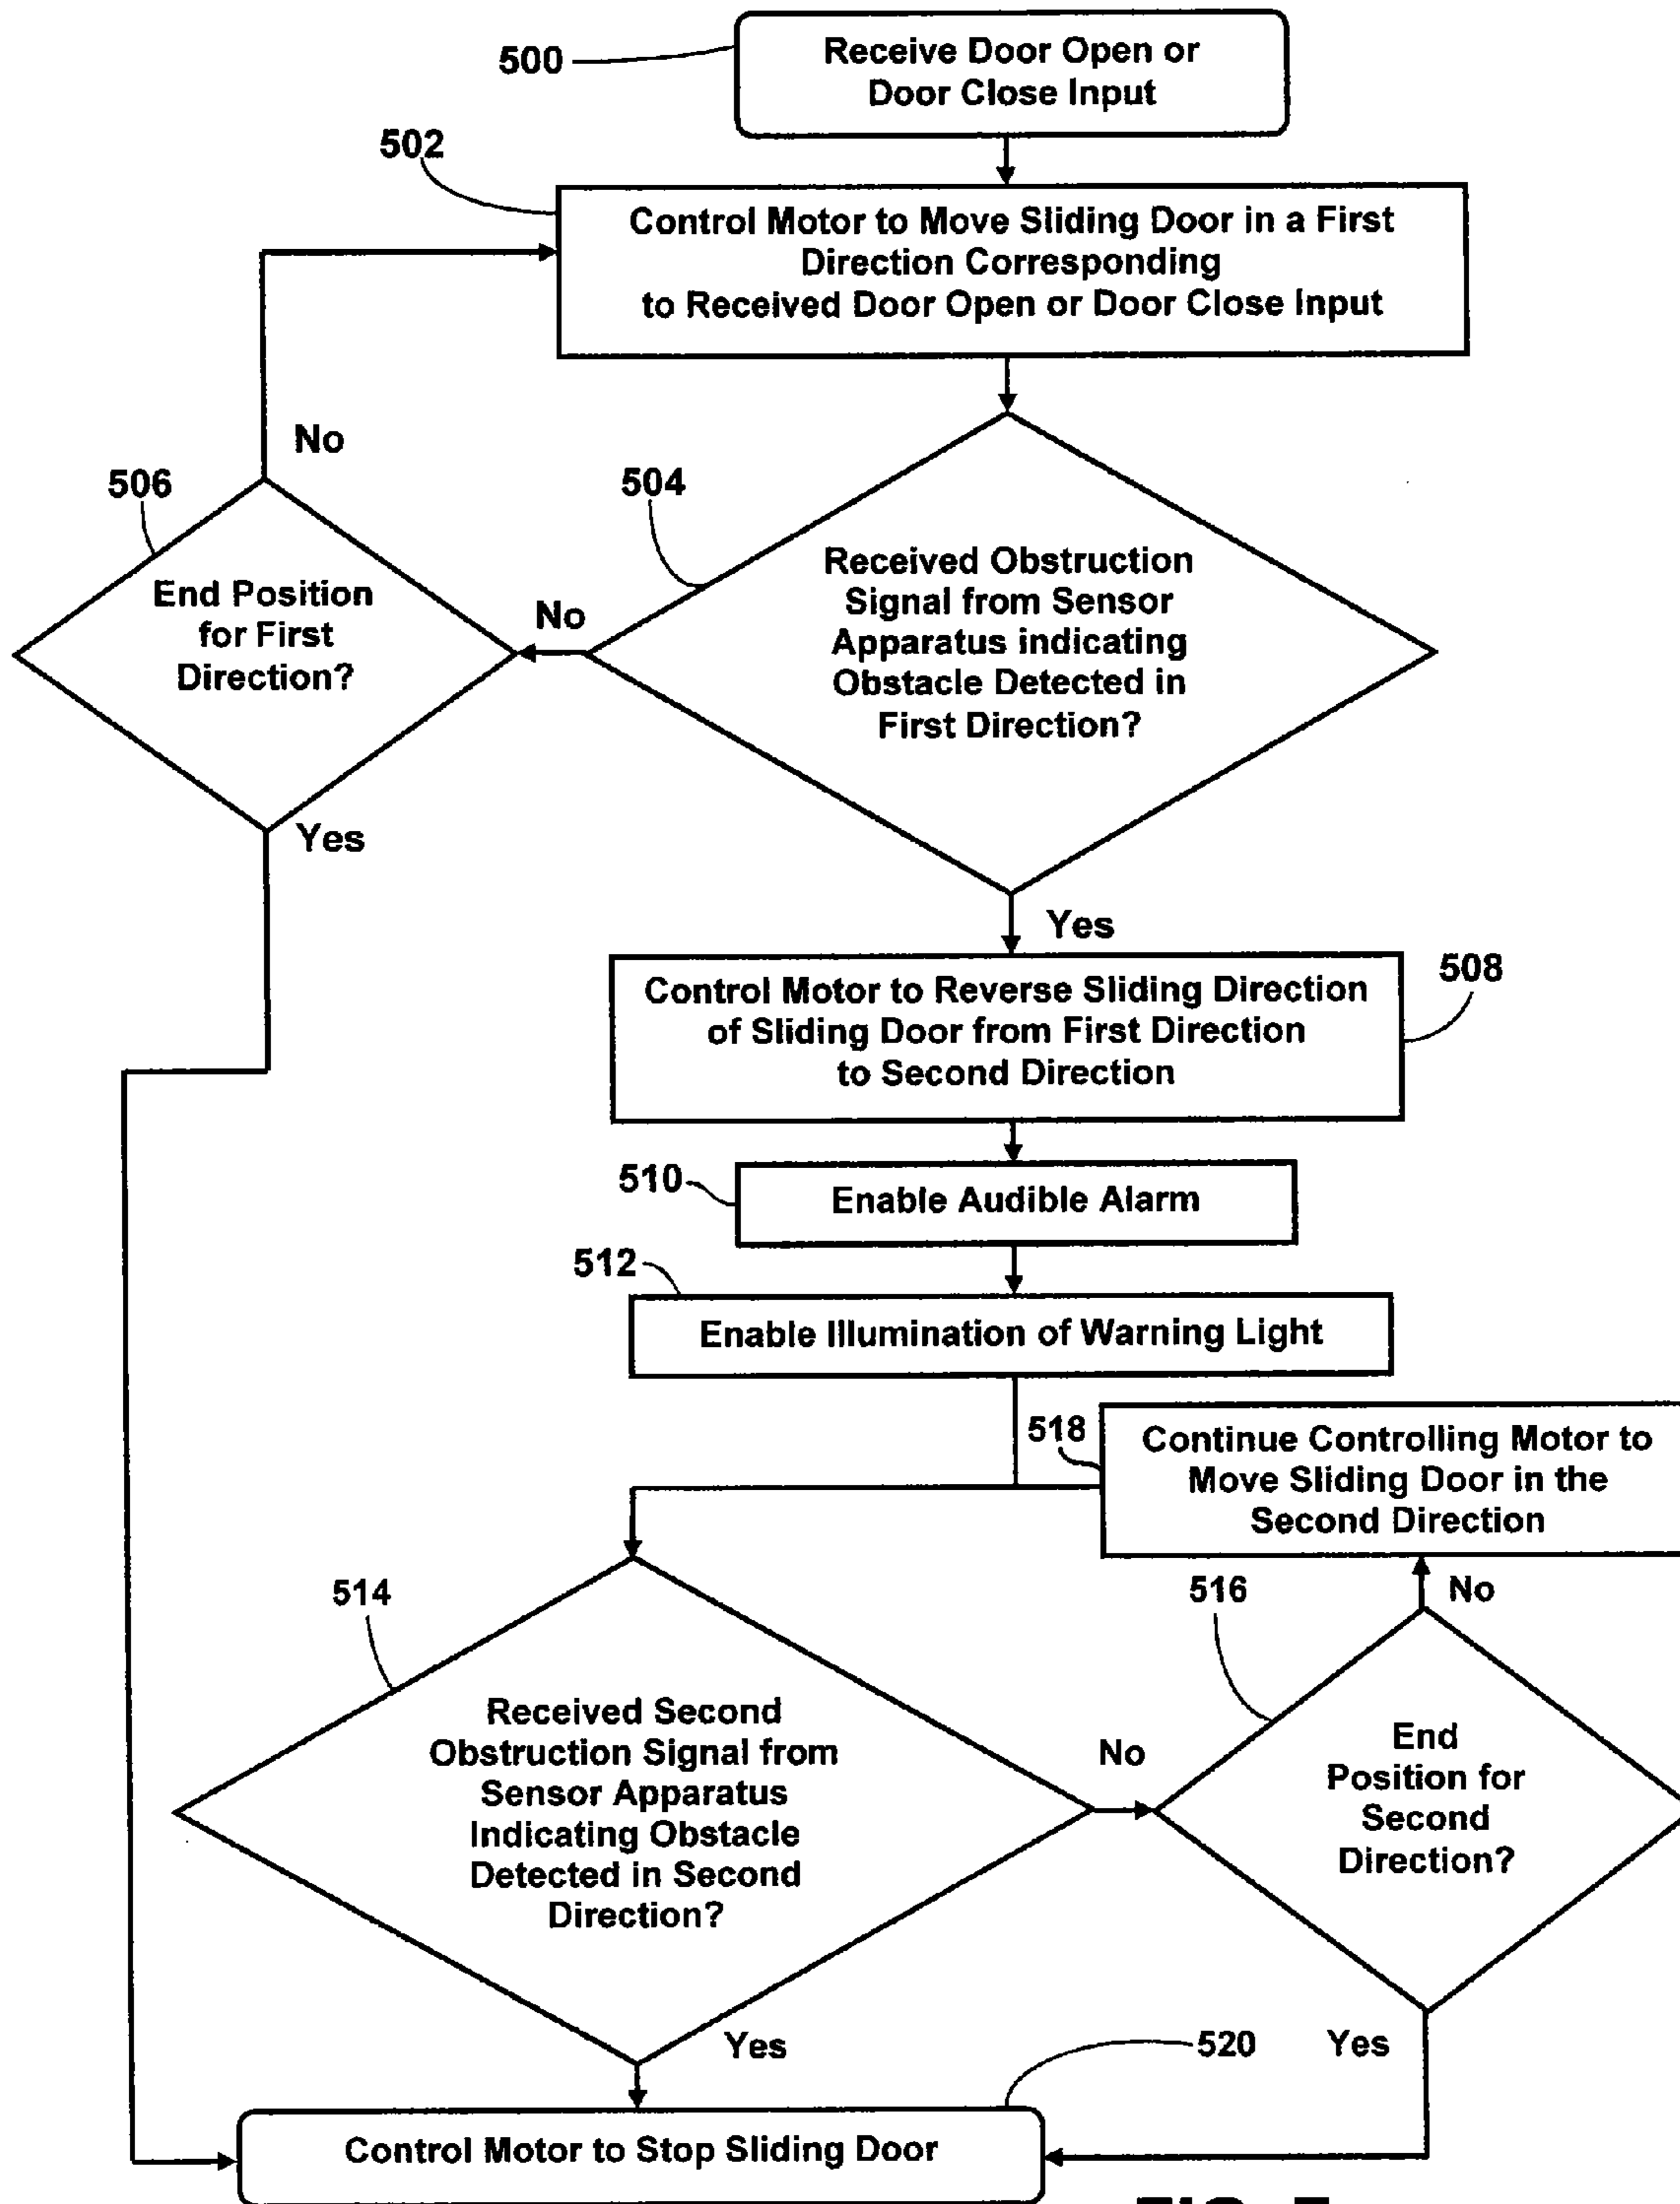 500
Receive Door Open or
Door Close Input
502
Control Motor to Move Sliding Door in a First
Direction Corresponding
to Received Door Open or Door Close Input
No
506
504
End Position
for First
Direction?
No
Received Obstruction
Signal from Sensor
Apparatus indicating
Obstacle Detected in
First Direction?
Yes
Yes
508
Control Motor to Reverse Sliding Direction
of Sliding Door from First Direction
to Second Direction
510
Enable Audible Alarm
512
Enable Illumination of Warning Light
518
Continue Controlling Motor to
Move Sliding Door in the
Second Direction
514
516
No
Received Second
Obstruction Signal from
Sensor Apparatus
Indicating Obstacle
Detected in Second
Direction?
No
End
Position for
Second
Direction?
Yes
520
Yes
Control Motor to Stop Sliding Door